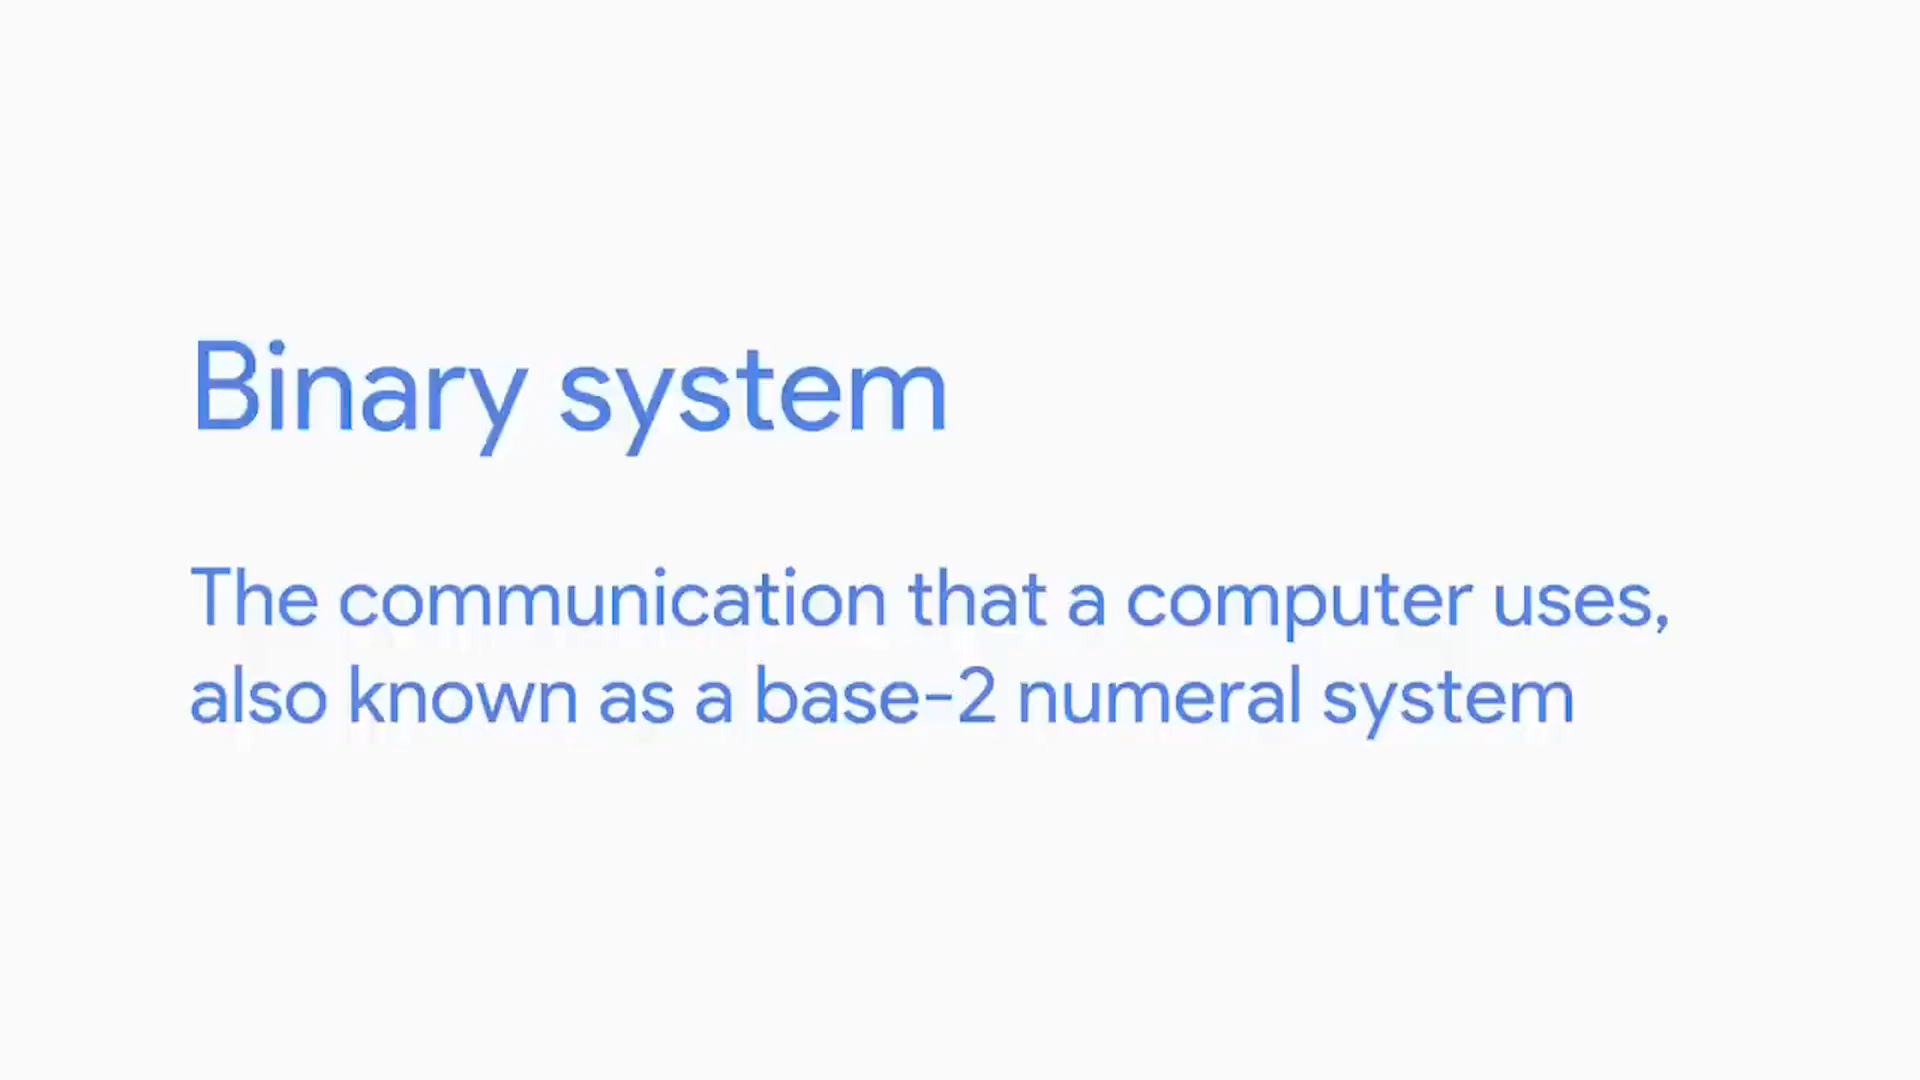 Binary system
The communication that a computer uses,
also known as a base-2 numeral system